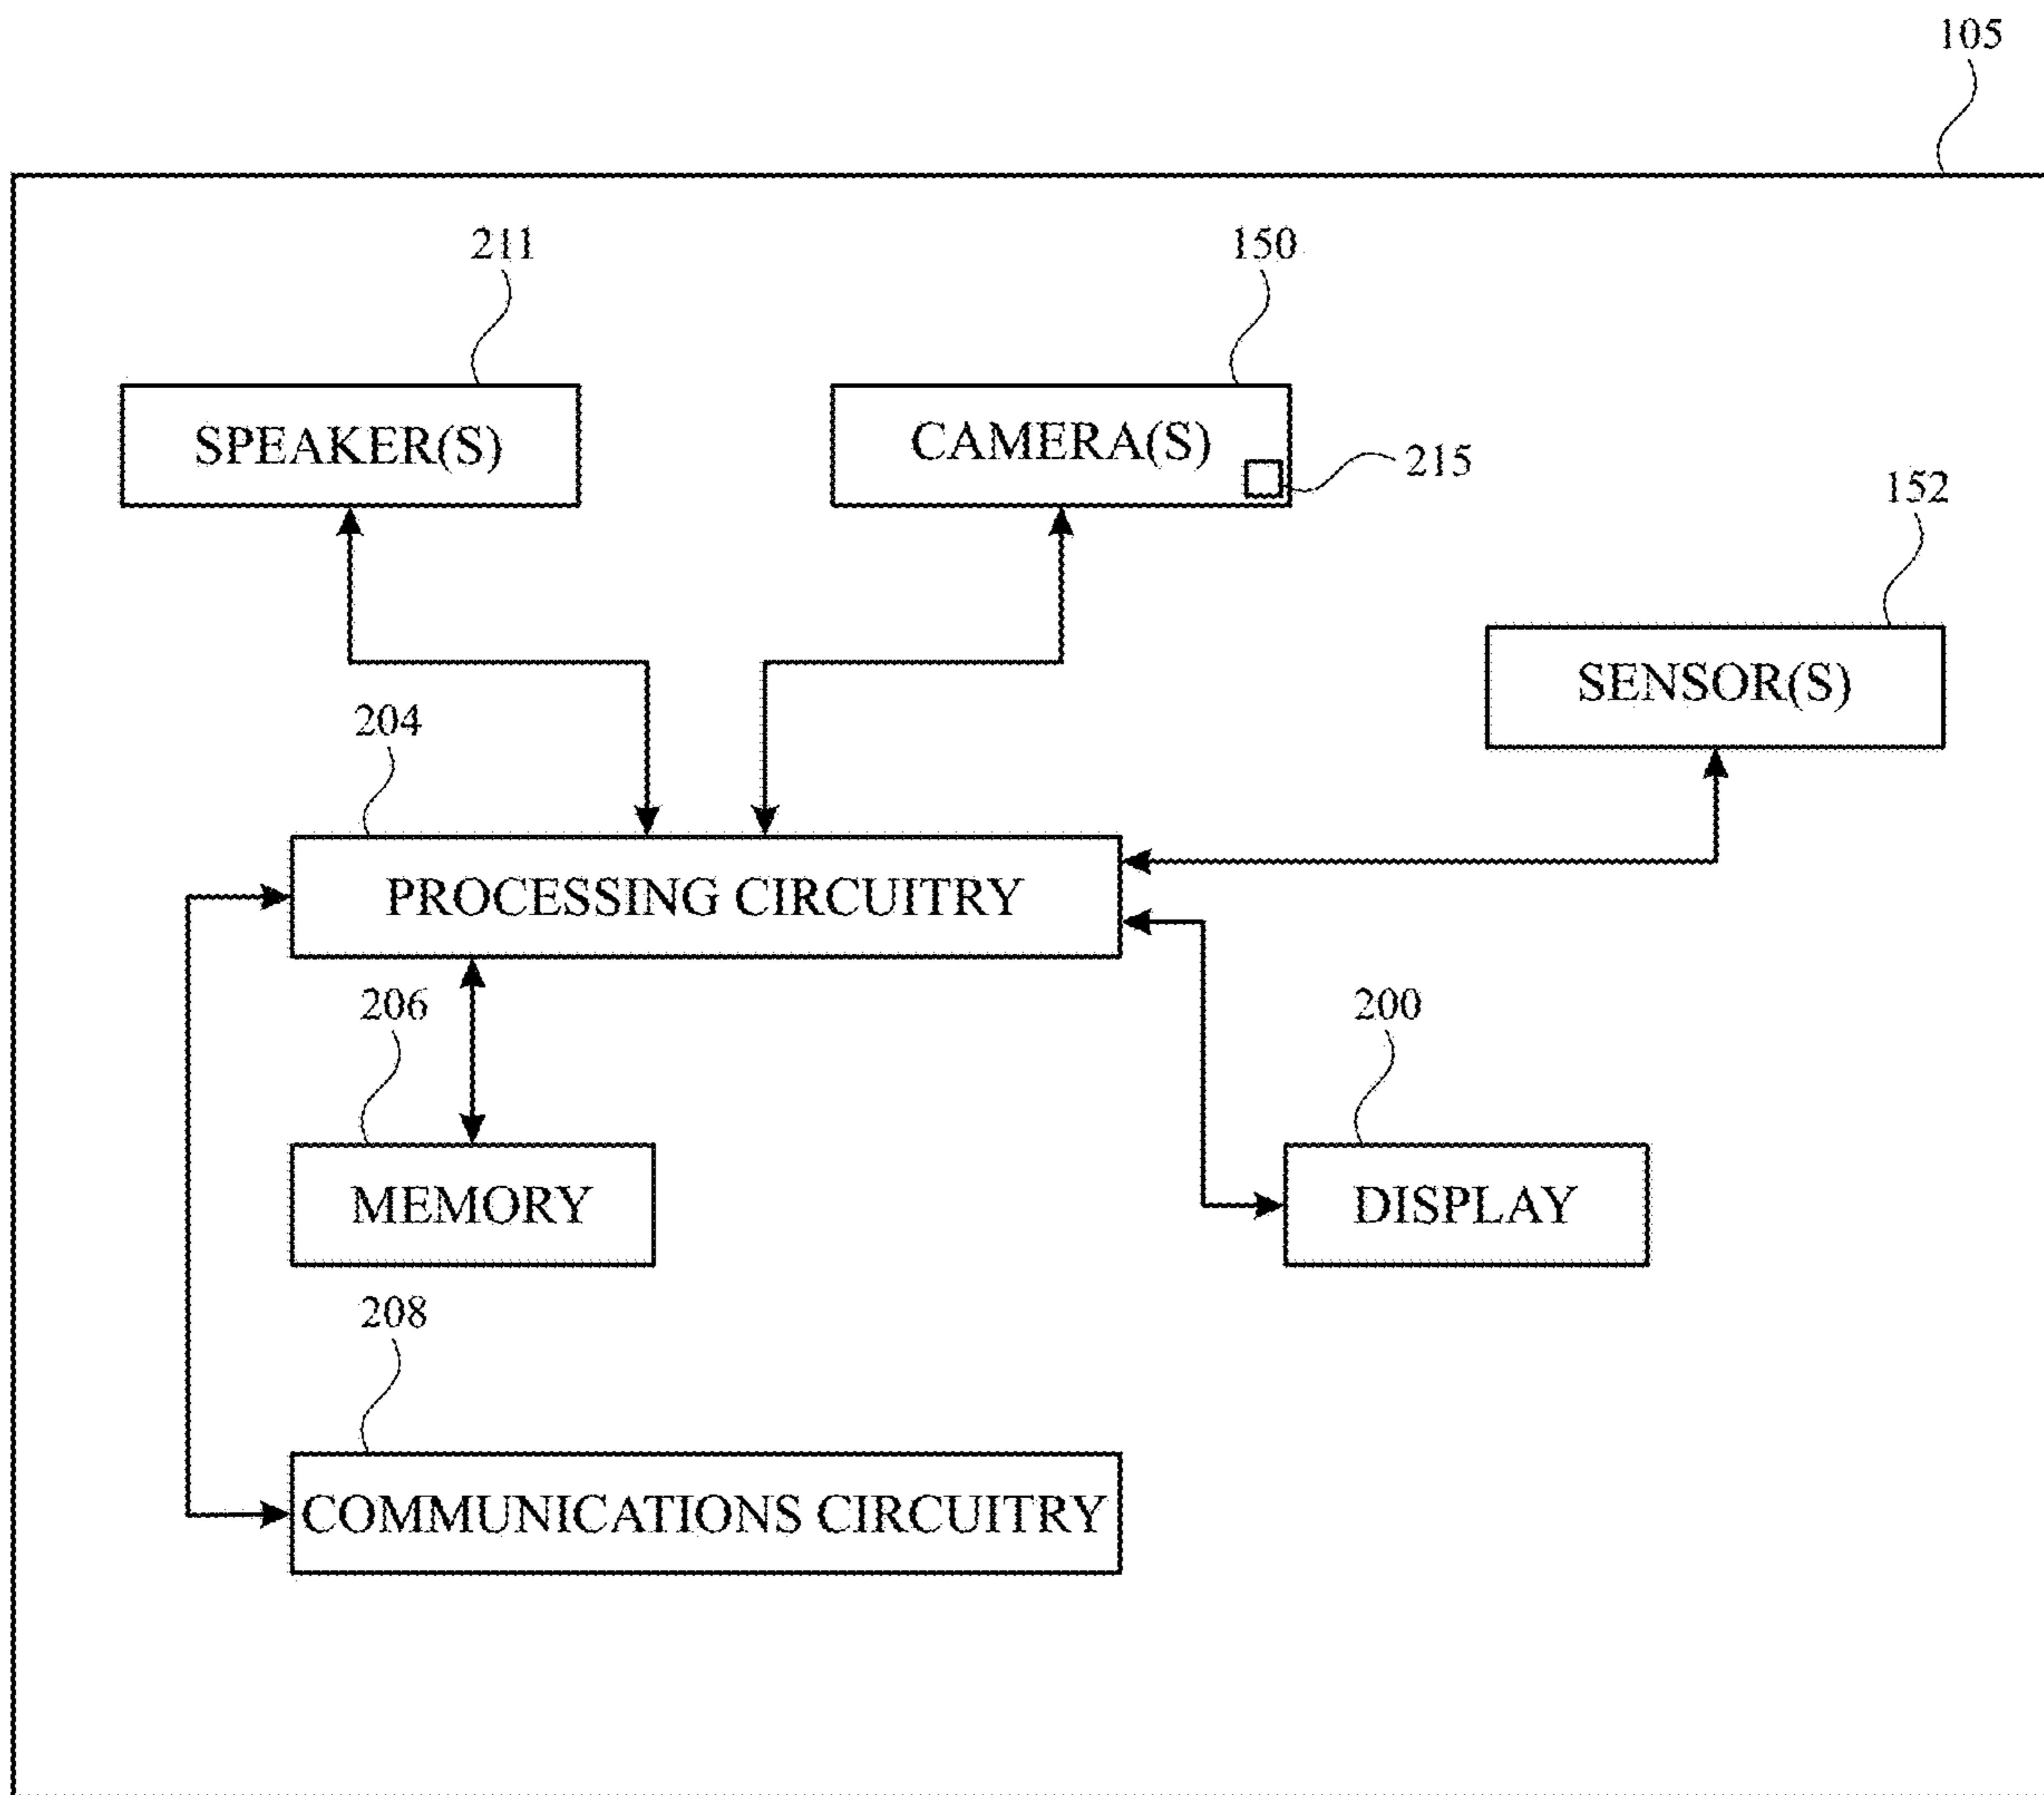 105
211
150
SPEAKER(S)
CAMERA(S)
215
152
SENSOR(S)
204
PROCESSING CIRCUITRY
206
200
MEMORY
DISPLAY
208
COMMUNICATIONS CIRCUITRY